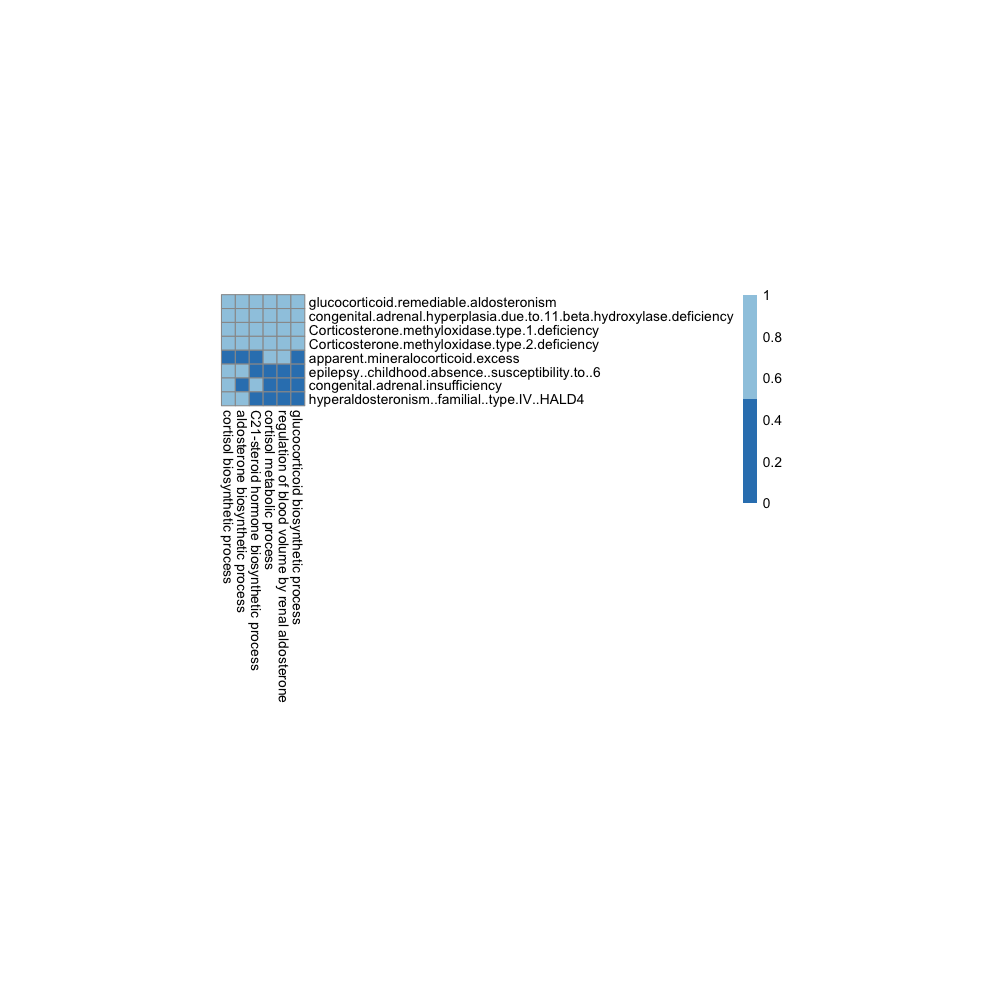 glucocorticoid.remediable.aldosteronism
congenital.adrenal.hyperplasia.due.to.11.beta.hydroxylase.deficiency
Corticosterone.methyloxidase.type.1.deficiency
Corticosterone.methyloxidase.type.2.deficiency
apparent.mineralocorticoid.excess
epilepsy..childhood.absence..susceptibility.to..6
congenital.adrenal.insufficiency
hyperaldosteronism..familial..type.IV..HALD4
cortisol biosynthetic process
aldosterone biosynthetic process
C21-steroid hormone biosynthetic process
cortisol metabolic process
regulation of blood volume by renal aldosterone
glucocorticoid biosynthetic process
1
0.8
0.6
0.4
0.2
0